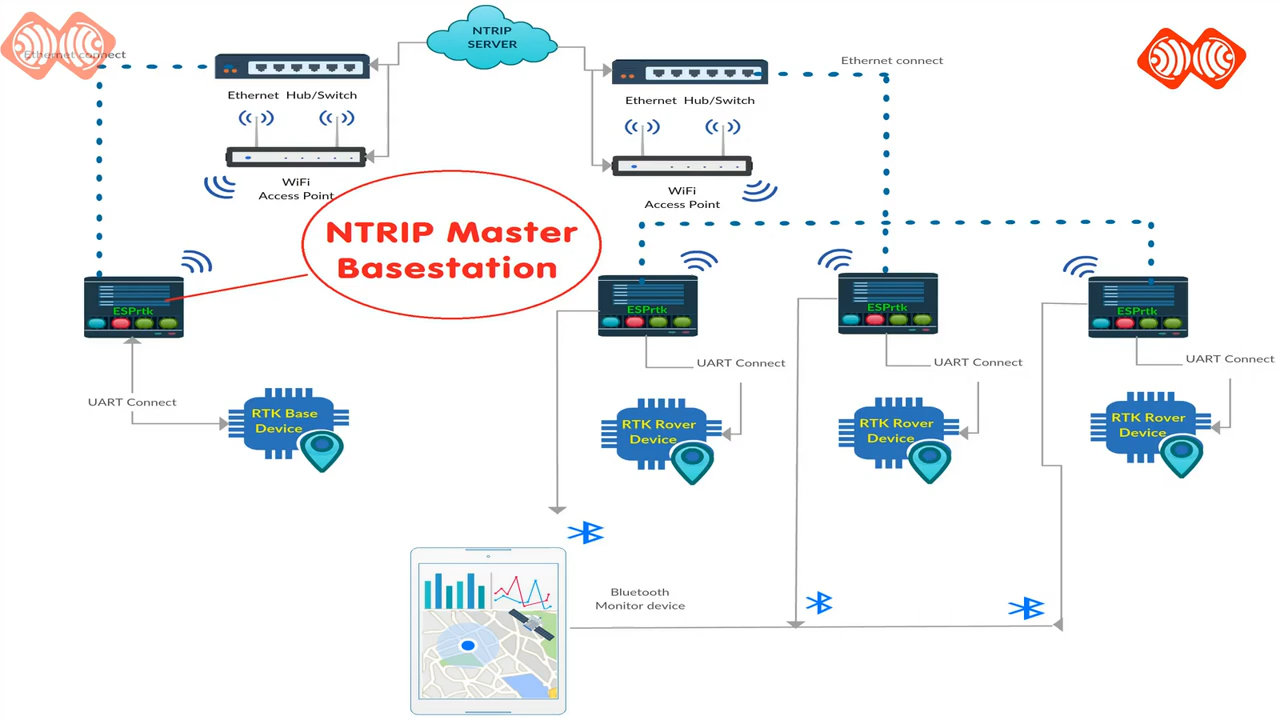 NTRIP
SERVER
Ethernet connect
Ethernet connect
Ethernet Hub/Switch
Ethernet Hub/Switch
WiFi
Access Point
WiFi
Access Point
NTRIP Master
Basestation
ESPrtk
ESPrtk
ESPrtk
ESPrtk
UART Connect
UART Connect
UART Connect
UART Connect
RTK Base
Device
RTK Rover
Device
RTK Rover
Device
RTK Rover
Device
Bluetooth
Monitor device